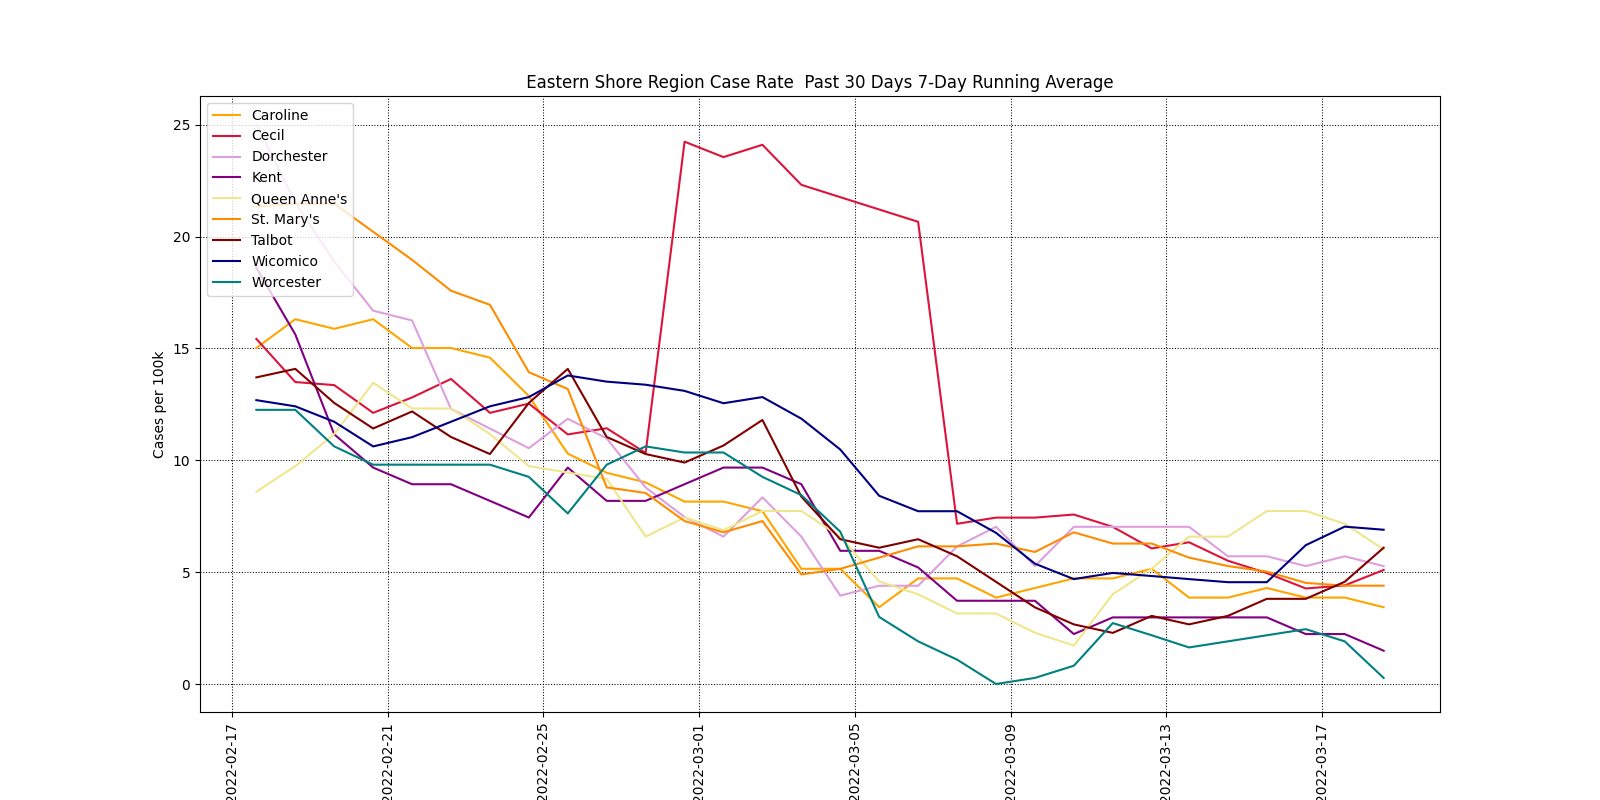 Eastern Shore Region Case Rate  Past 30 Days 7-Day Running Average
Cases per 100k
25
20
15
10
5
0
Caroline
Cecil
Dorchester
Kent
Queen Anne's
St. Mary's
Talbot
Wicomico
Worcester
2022-02-17
2022-02-21
2022-02-25
2022-03-01
2022-03-05
2022-03-09
2022-03-13
2022-03-17